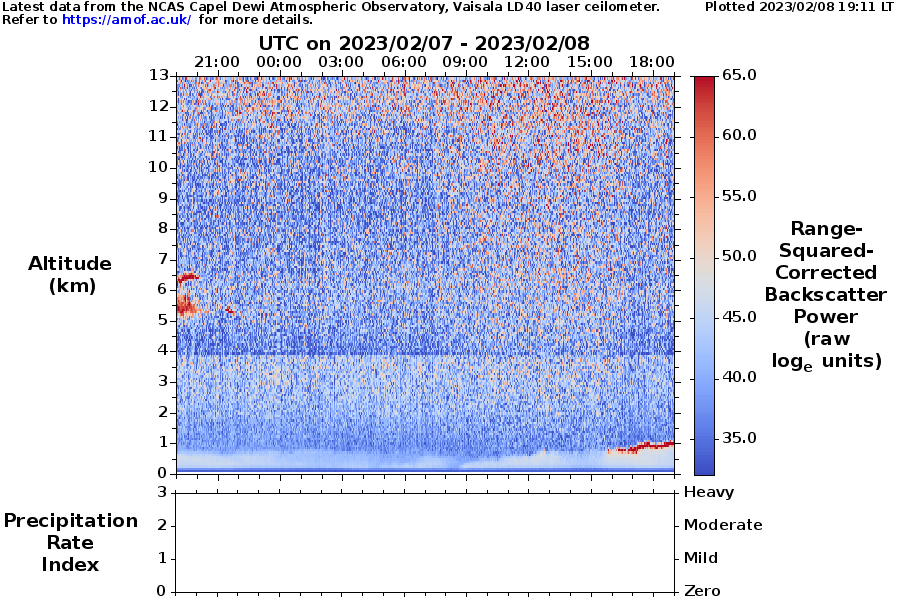 Latest data from the NCAS Capel Dewi Atmospheric Observatory, Vaisala LD40 laser ceilometer. Plotted 2023/02/08 19:11 LT
Refer to https://amof.ac.uk/ for more details.
UTC on 2023/02/07 - 2023/02/08
21:00 00:00 03:00 06:00 09:00 12:00 15:00 18:00
13
12
11
10
9
8
7
6
5
4
3
2
1
0
Altitude
(km)
65.0
60.0
55.0
50.0
45.0
40.0
35.0
Range-
Squared-
Corrected
Backscatter
Power
(raw
logₑ units)
Precipitation
Rate
Index
3 Heavy
2 Moderate
1 Mild
0 Zero